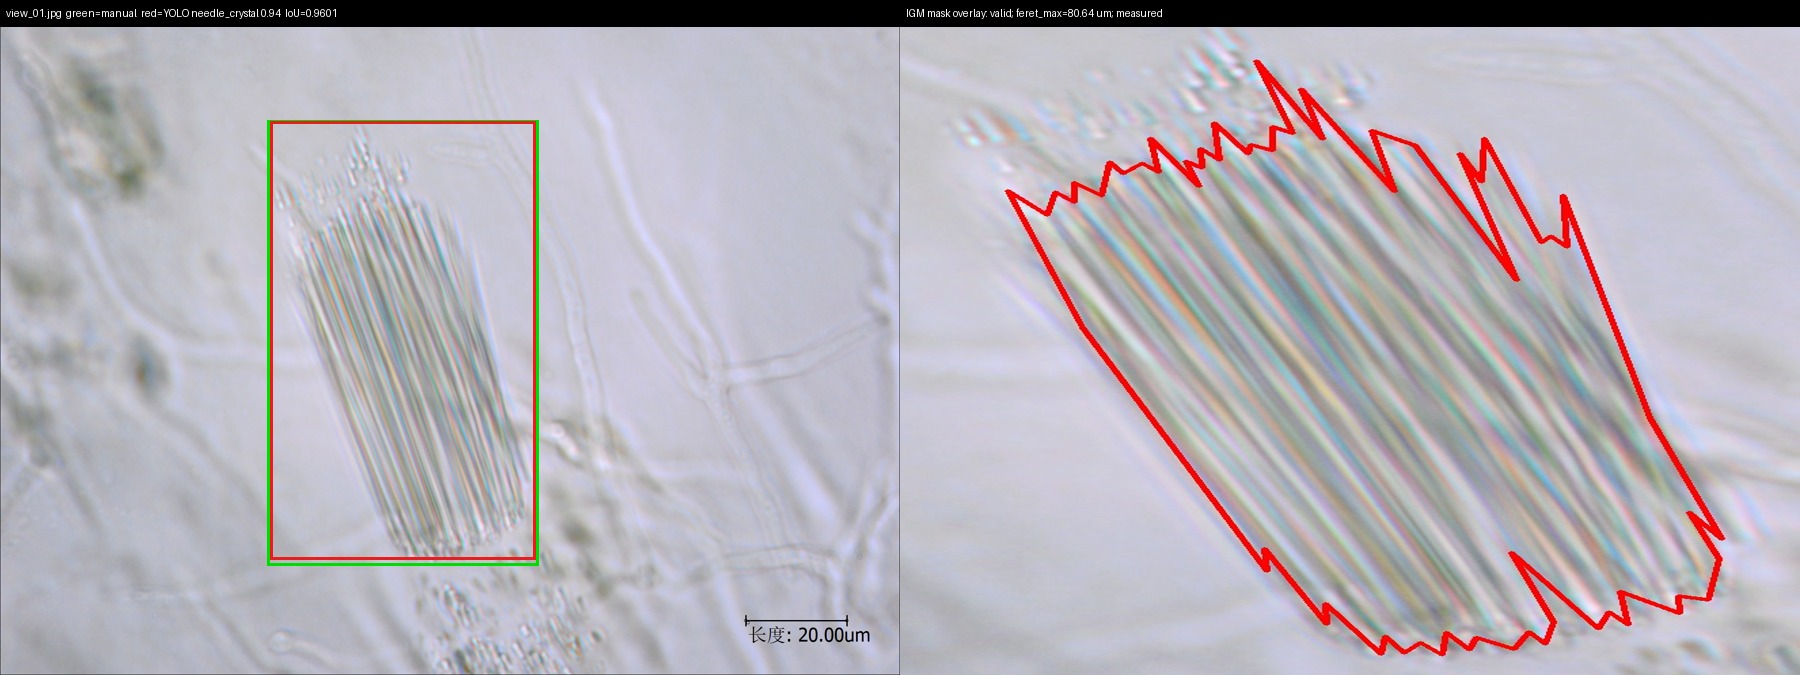 view_01.jpg green=manual red=YOLO needle_crystal 0.94 IoU=0.9601
IGM mask overlay: valid; feret_max=80.64 um; measured
长度: 20.00um